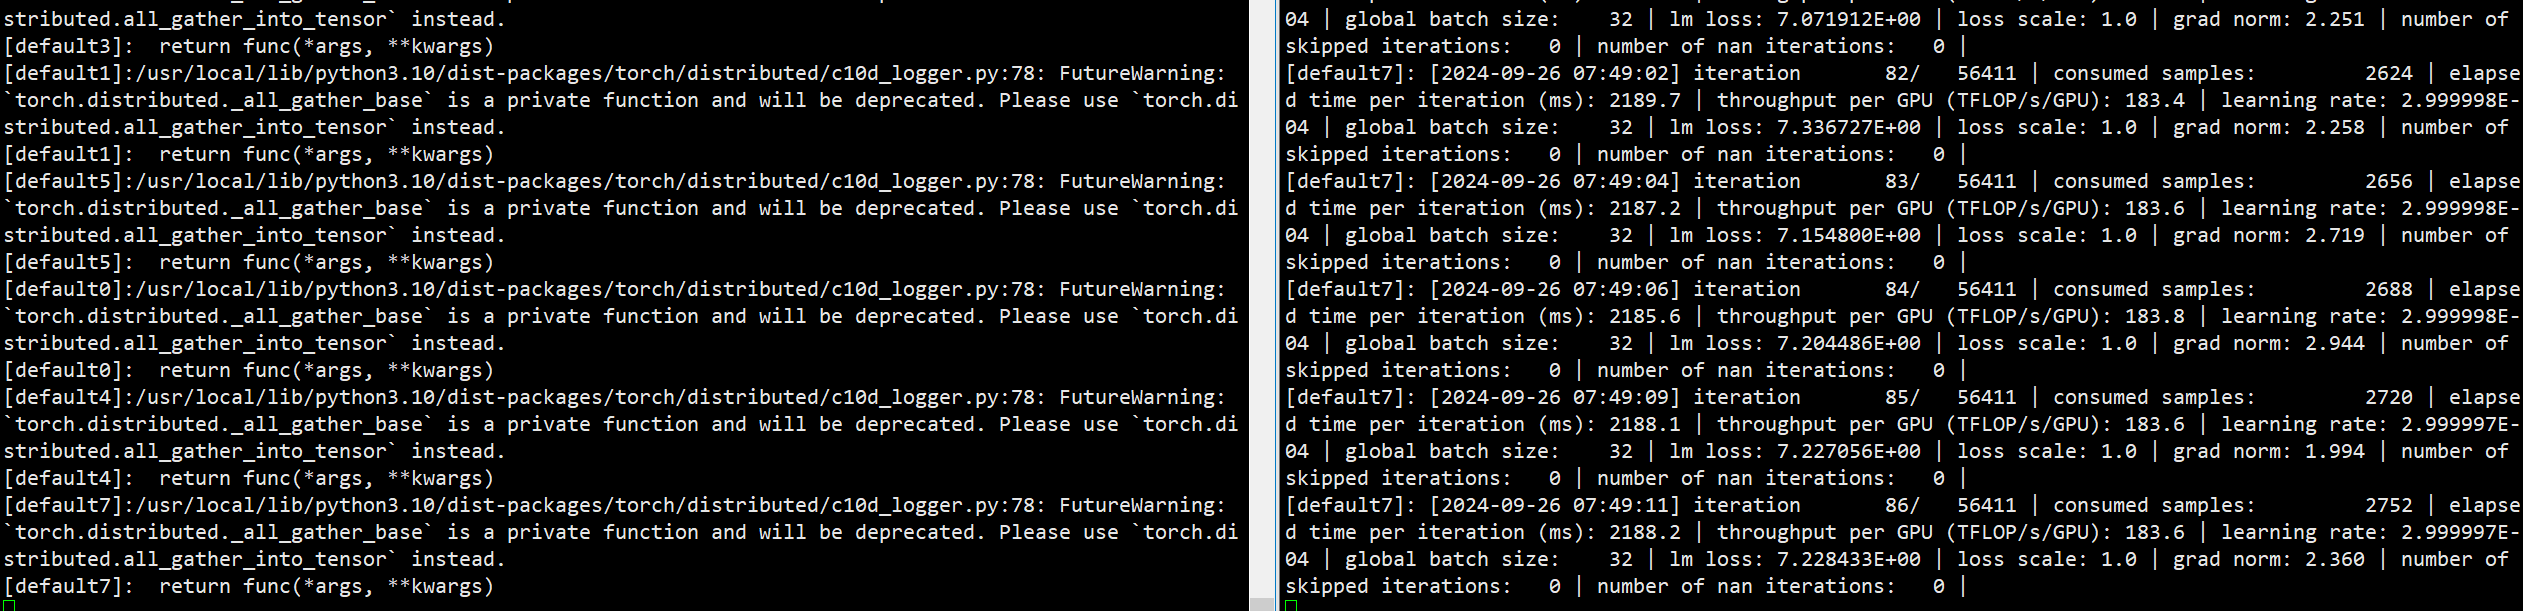 stributed.all_gather_into_tensor` instead.
[default3]:  return func(*args, **kwargs)
[default1]:/usr/local/lib/python3.10/dist-packages/torch/distributed/c10d_logger.py:78: FutureWarning:
`torch.distributed._all_gather_base` is a private function and will be deprecated. Please use `torch.di
stributed.all_gather_into_tensor` instead.
[default1]:  return func(*args, **kwargs)
[default5]:/usr/local/lib/python3.10/dist-packages/torch/distributed/c10d_logger.py:78: FutureWarning:
`torch.distributed._all_gather_base` is a private function and will be deprecated. Please use `torch.di
stributed.all_gather_into_tensor` instead.
[default5]:  return func(*args, **kwargs)
[default0]:/usr/local/lib/python3.10/dist-packages/torch/distributed/c10d_logger.py:78: FutureWarning:
`torch.distributed._all_gather_base` is a private function and will be deprecated. Please use `torch.di
stributed.all_gather_into_tensor` instead.
[default0]:  return func(*args, **kwargs)
[default4]:/usr/local/lib/python3.10/dist-packages/torch/distributed/c10d_logger.py:78: FutureWarning:
`torch.distributed._all_gather_base` is a private function and will be deprecated. Please use `torch.di
stributed.all_gather_into_tensor` instead.
[default4]:  return func(*args, **kwargs)
[default7]:/usr/local/lib/python3.10/dist-packages/torch/distributed/c10d_logger.py:78: FutureWarning:
`torch.distributed._all_gather_base` is a private function and will be deprecated. Please use `torch.di
stributed.all_gather_into_tensor` instead.
[default7]:  return func(*args, **kwargs)
04 | global batch size:    32 | lm loss: 7.071912E+00 | loss scale: 1.0 | grad norm: 2.251 | number of
skipped iterations:   0 | number of nan iterations:   0 |
[default7]: [2024-09-26 07:49:02] iteration       82/   56411 | consumed samples:         2624 | elapse
d time per iteration (ms): 2189.7 | throughput per GPU (TFLOP/s/GPU): 183.4 | learning rate: 2.999998E-
04 | global batch size:    32 | lm loss: 7.336727E+00 | loss scale: 1.0 | grad norm: 2.258 | number of
skipped iterations:   0 | number of nan iterations:   0 |
[default7]: [2024-09-26 07:49:04] iteration       83/   56411 | consumed samples:         2656 | elapse
d time per iteration (ms): 2187.2 | throughput per GPU (TFLOP/s/GPU): 183.6 | learning rate: 2.999998E-
04 | global batch size:    32 | lm loss: 7.154800E+00 | loss scale: 1.0 | grad norm: 2.719 | number of
skipped iterations:   0 | number of nan iterations:   0 |
[default7]: [2024-09-26 07:49:06] iteration       84/   56411 | consumed samples:         2688 | elapse
d time per iteration (ms): 2185.6 | throughput per GPU (TFLOP/s/GPU): 183.8 | learning rate: 2.999998E-
04 | global batch size:    32 | lm loss: 7.204486E+00 | loss scale: 1.0 | grad norm: 2.944 | number of
skipped iterations:   0 | number of nan iterations:   0 |
[default7]: [2024-09-26 07:49:09] iteration       85/   56411 | consumed samples:         2720 | elapse
d time per iteration (ms): 2188.1 | throughput per GPU (TFLOP/s/GPU): 183.6 | learning rate: 2.999997E-
04 | global batch size:    32 | lm loss: 7.227056E+00 | loss scale: 1.0 | grad norm: 1.994 | number of
skipped iterations:   0 | number of nan iterations:   0 |
[default7]: [2024-09-26 07:49:11] iteration       86/   56411 | consumed samples:         2752 | elapse
d time per iteration (ms): 2188.2 | throughput per GPU (TFLOP/s/GPU): 183.6 | learning rate: 2.999997E-
04 | global batch size:    32 | lm loss: 7.228433E+00 | loss scale: 1.0 | grad norm: 2.360 | number of
skipped iterations:   0 | number of nan iterations:   0 |